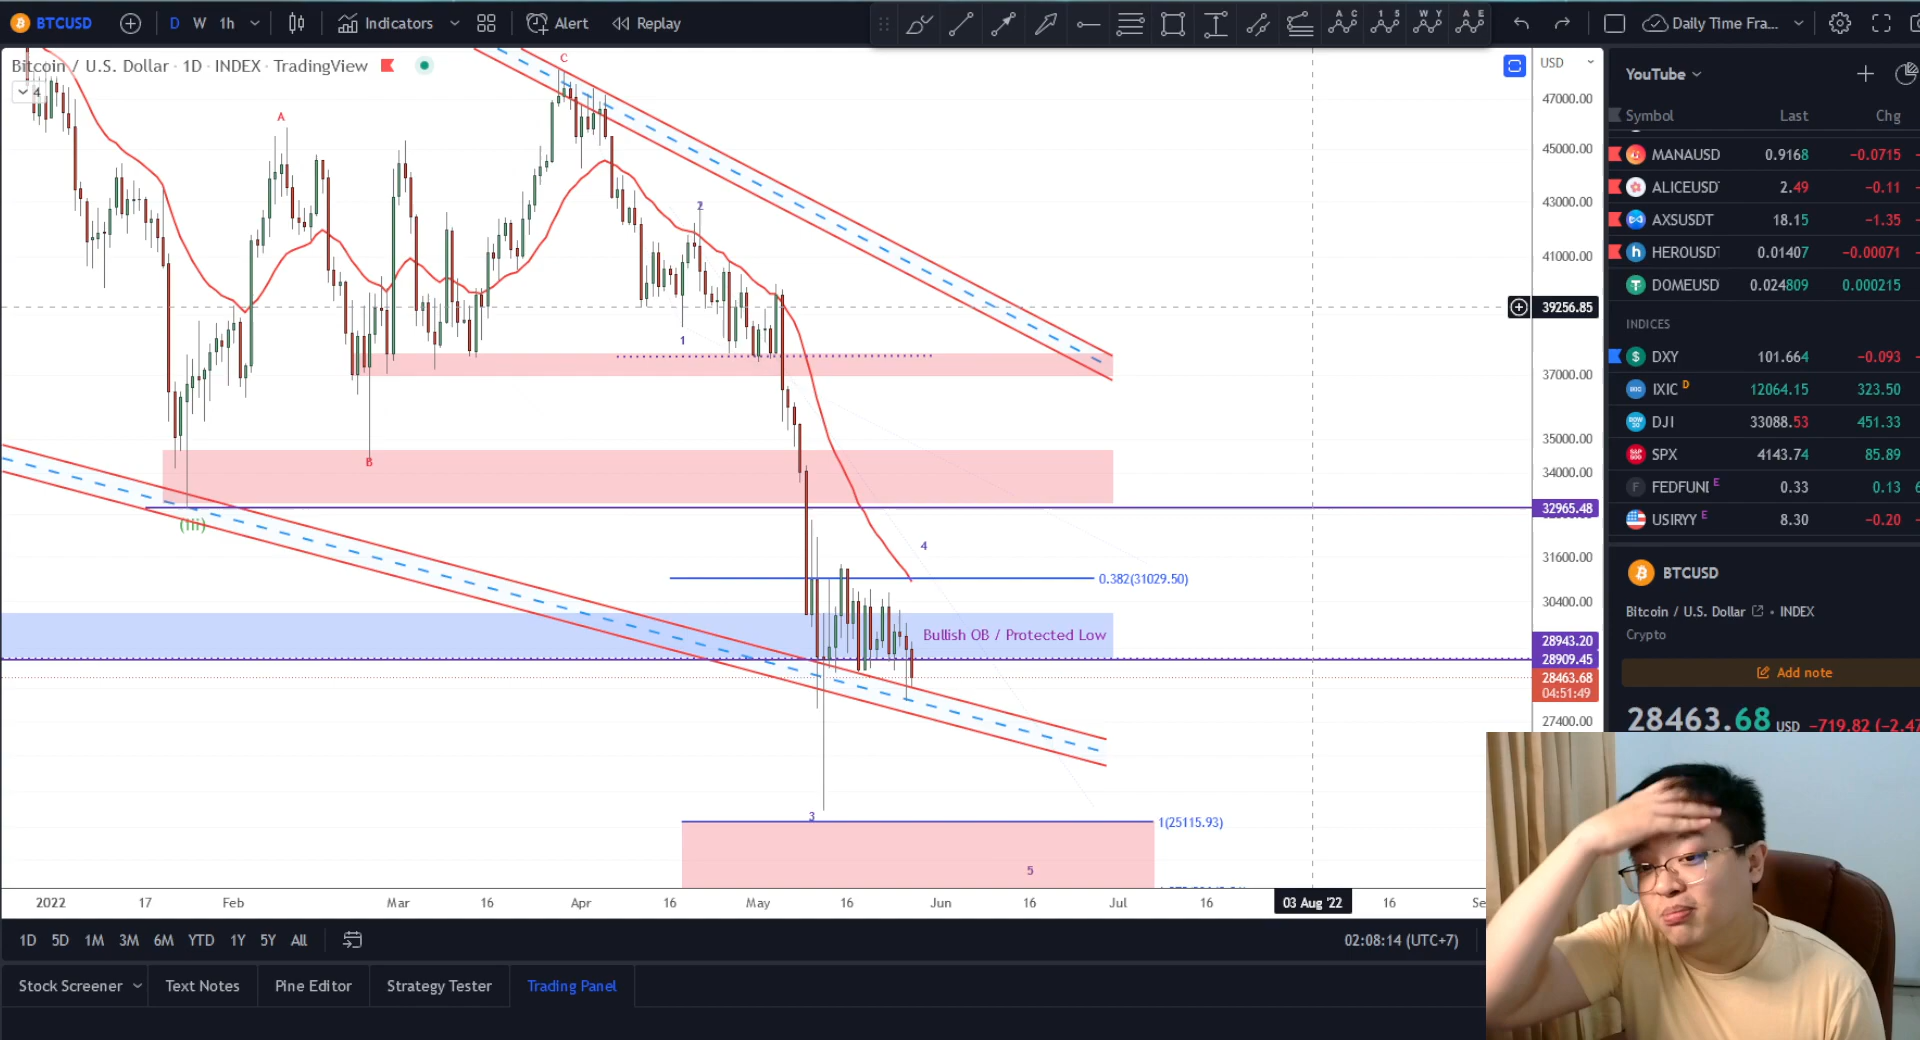 BTCUSD D W 1h Indicators Alert Replay Daily Time Fra...
Bitcoin / U.S. Dollar · 1D · INDEX · TradingView
4
USD
47000.00
45000.00
43000.00
41000.00
39256.85
37000.00
35000.00
34000.00
32965.48
31600.00
30400.00
28943.20
28909.45
28463.68
04:51:49
27400.00
A
B
C
(iii)
1
2
3
4
5
0.382(31029.50)
Bullish OB / Protected Low
1(25115.93)
2022 17 Feb Mar 16 Apr 16 May 16 Jun 16 Jul 16 03 Aug '22 16
1D 5D 1M 3M 6M YTD 1Y 5Y All
02:08:14 (UTC+7)
Stock Screener Text Notes Pine Editor Strategy Tester Trading Panel
YouTube
Symbol Last Chg
MANAUSD 0.9168 −0.0715
ALICEUSD 2.49 −0.11
AXSUSDT 18.15 −1.35
HEROUSD 0.01407 −0.00071
DOMEUSD 0.024809 0.000215
INDICES
DXY 101.664 −0.093
IXIC D 12064.15 323.50
DJI 33088.53 451.33
SPX 4143.74 85.89
FEDFUN E 0.33 0.13
USIRYY E 8.30 −0.20
BTCUSD
Bitcoin / U.S. Dollar • INDEX
Crypto
Add note
28463.68 USD −719.82 (−2.47